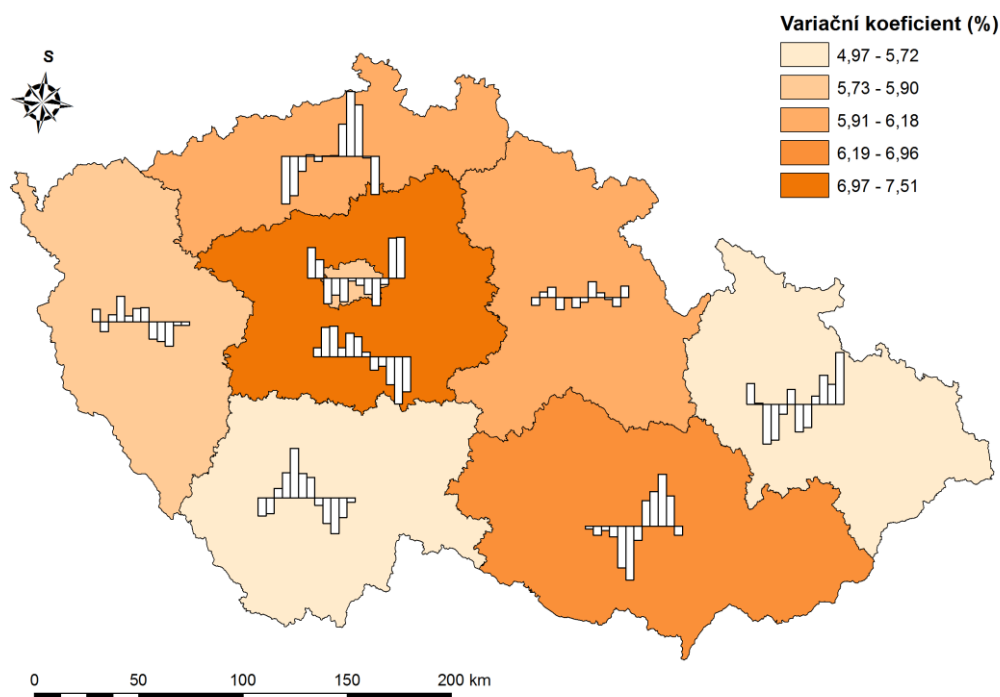 Variační koeficient (%)
4,97 - 5,72
5,73 - 5,90
5,91 - 6,18
6,19 - 6,96
6,97 - 7,51
S
0 50 100 150 200 km